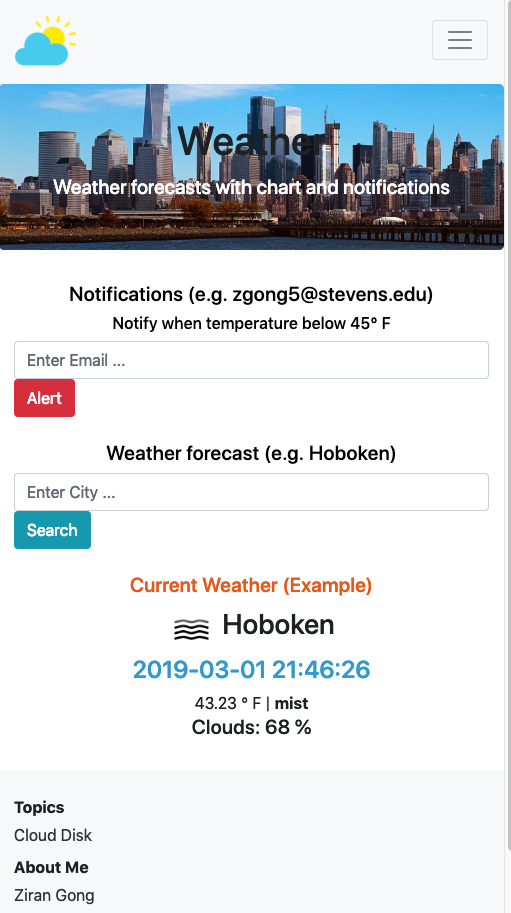 Weather
Weather forecasts with chart and notifications
Notifications (e.g. zgong5@stevens.edu)
Notify when temperature below 45° F
Enter Email ...
Alert
Weather forecast (e.g. Hoboken)
Enter City ...
Search
Current Weather (Example)
Hoboken
2019-03-01 21:46:26
43.23 ° F | mist
Clouds: 68 %
Topics
Cloud Disk
About Me
Ziran Gong